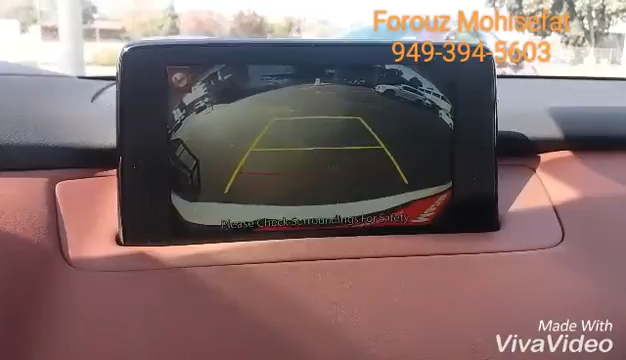 Forouz Mohisefat
949-394-5603
Please Check Surroundings For Safety
Made With
VivaVideo